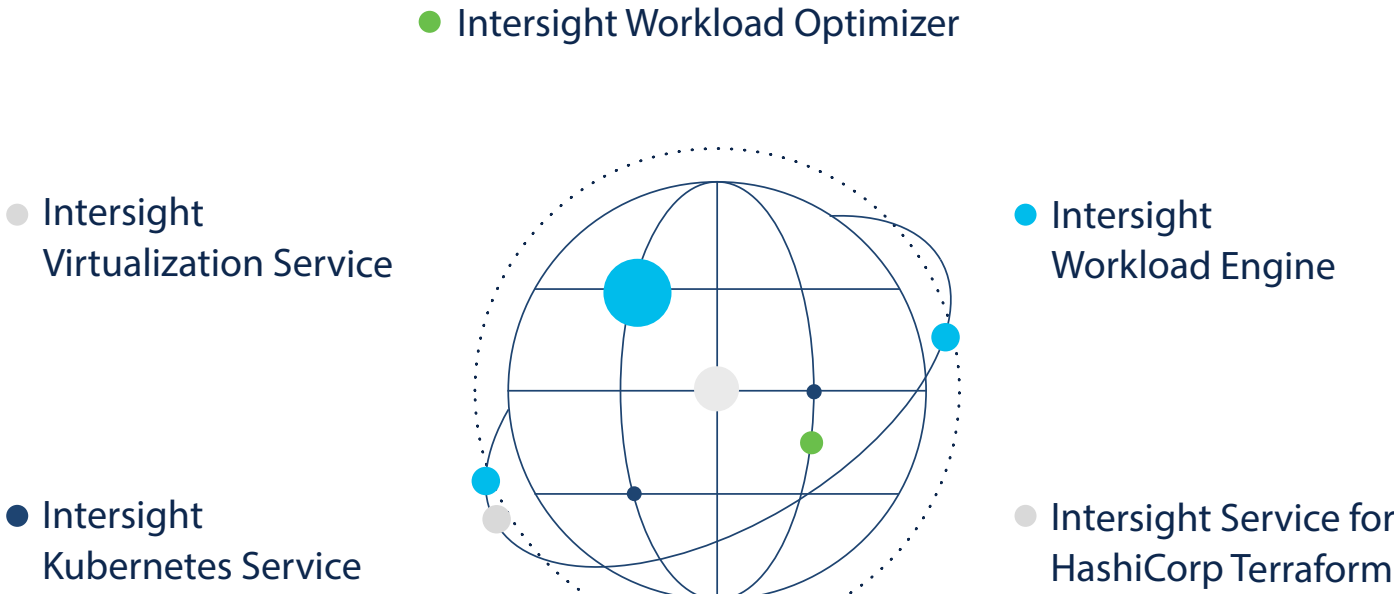 Intersight Workload Optimizer
Intersight
Virtualization Service
Intersight
Workload Engine
Intersight
Kubernetes Service
Intersight Service for
HashiCorp Terraform